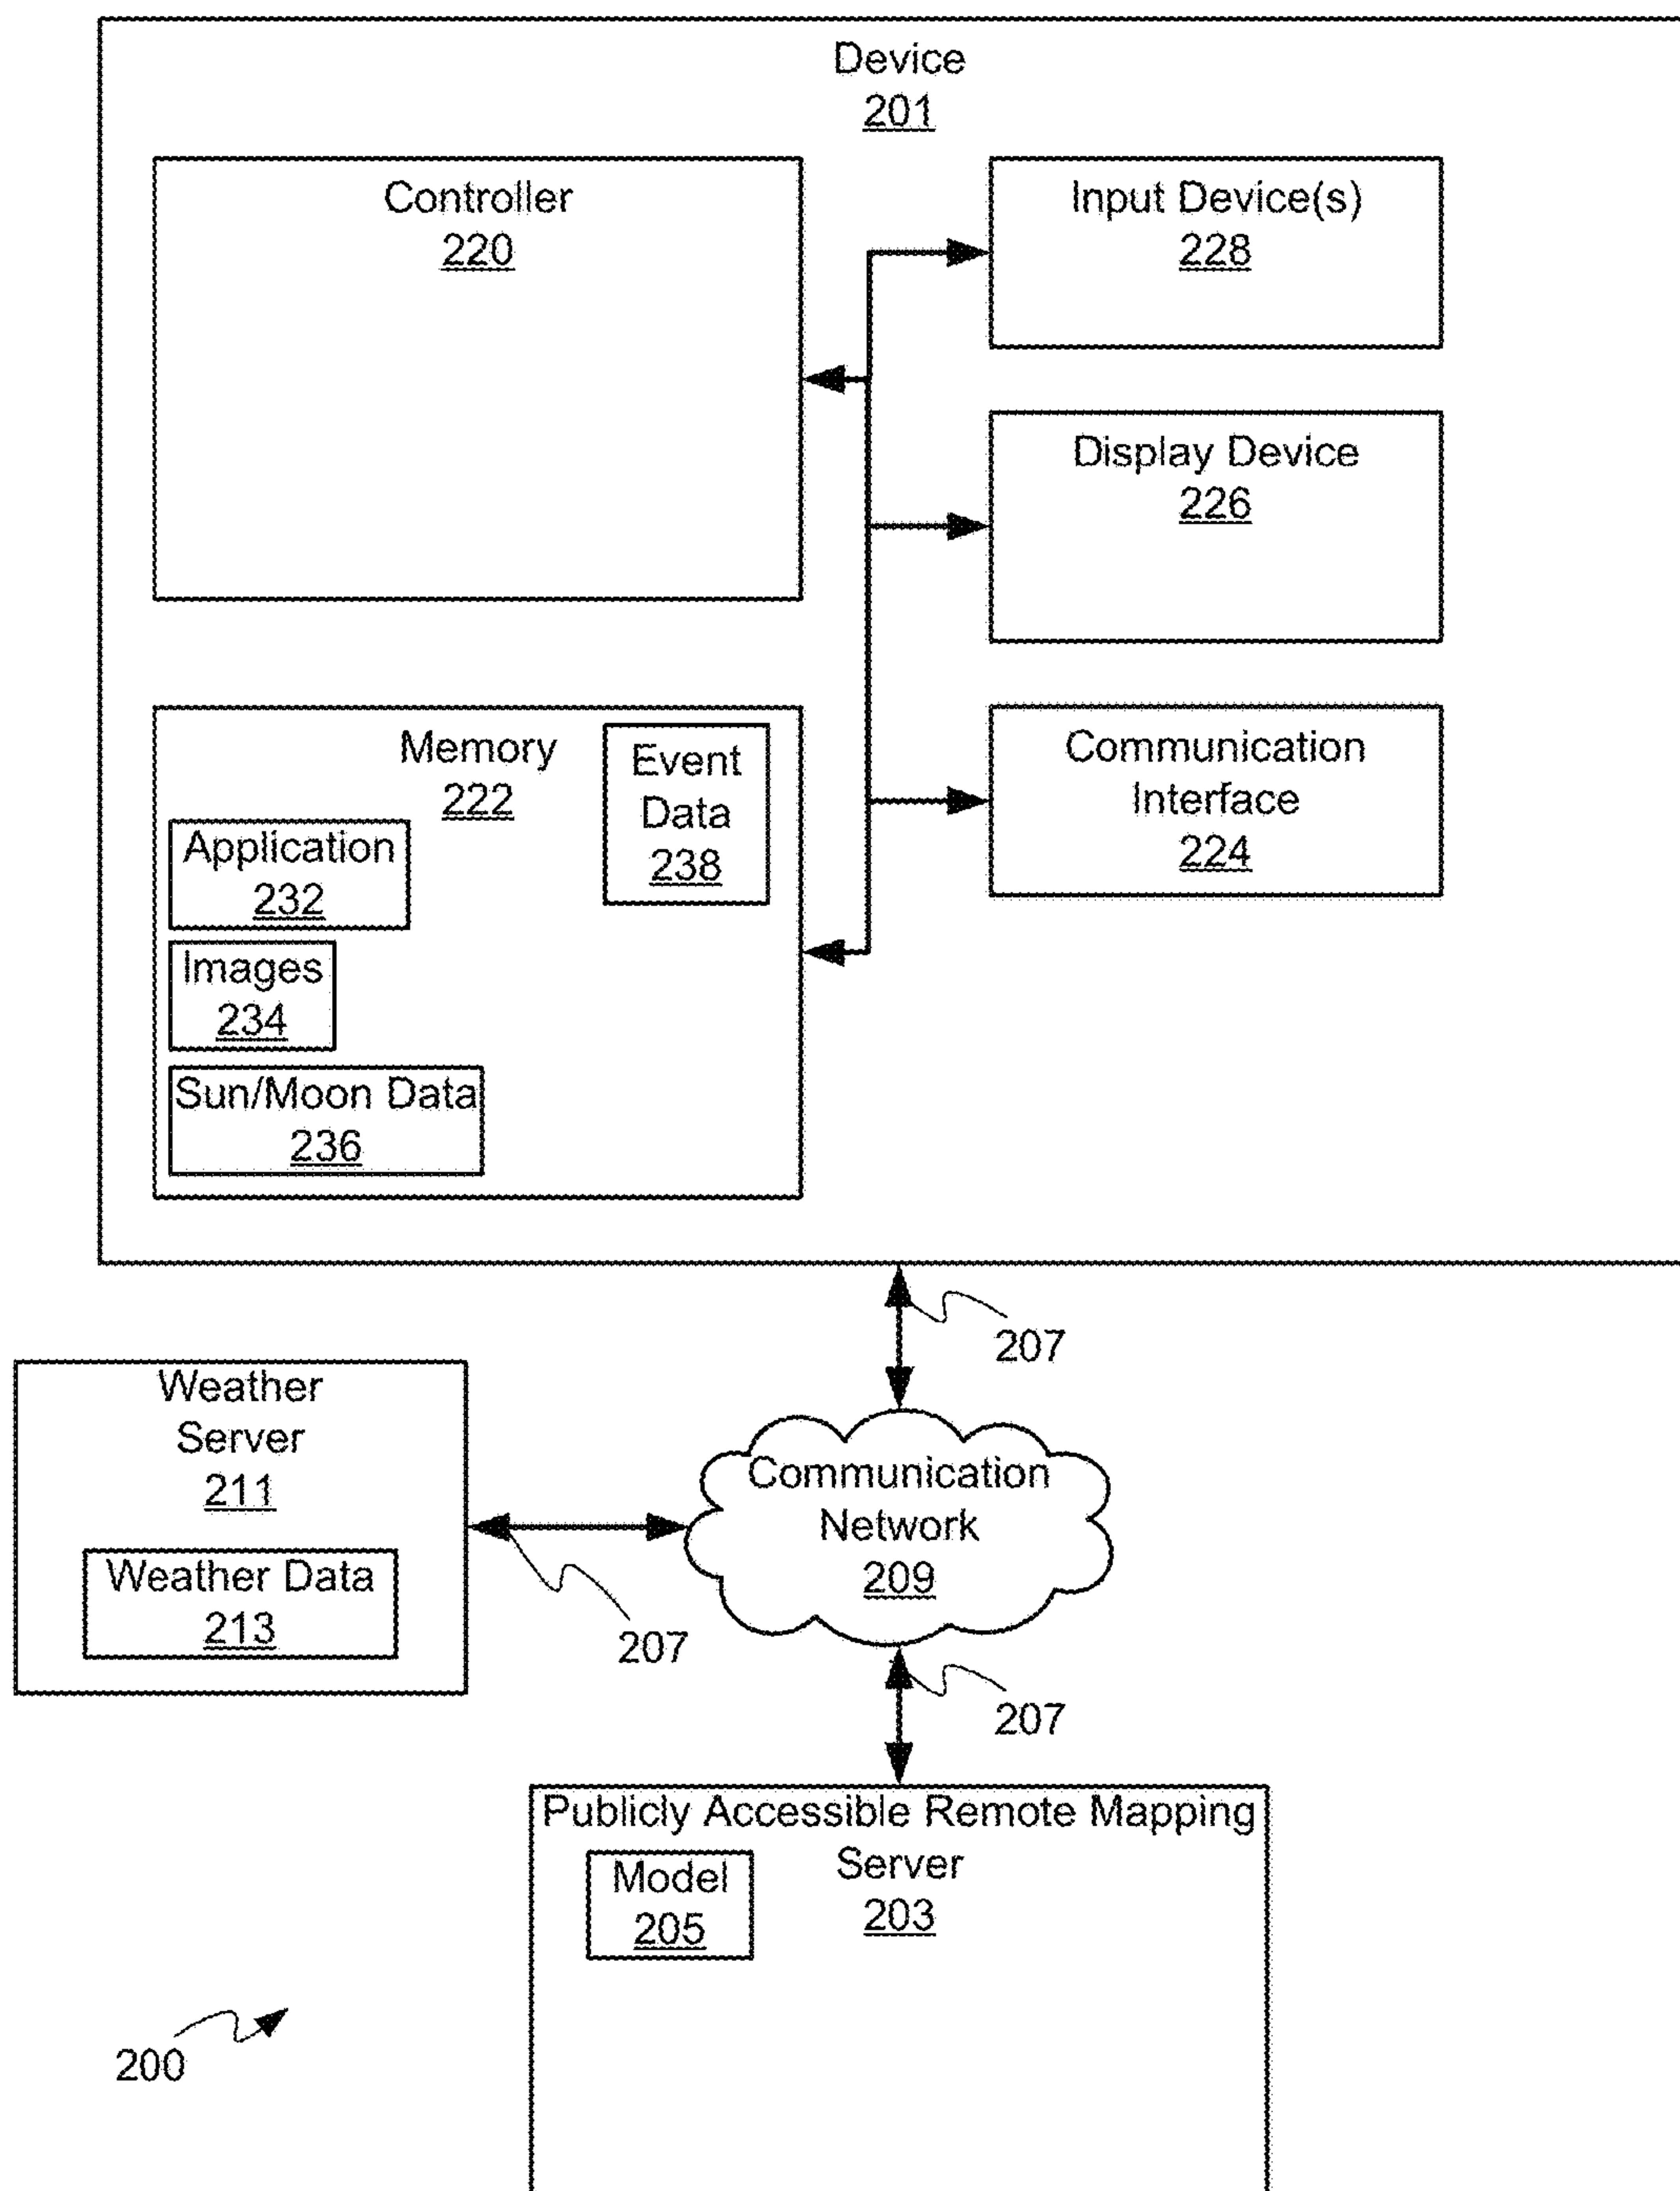 Device
201
Controller
220
Input Device(s)
228
Display Device
226
Memory
222
Event
Data
238
Application
232
Images
234
Sun/Moon Data
236
Communication
Interface
224
207
Weather
Server
211
Weather Data
213
207
Communication
Network
209
207
Publicly Accessible Remote Mapping
Server
203
Model
205
200